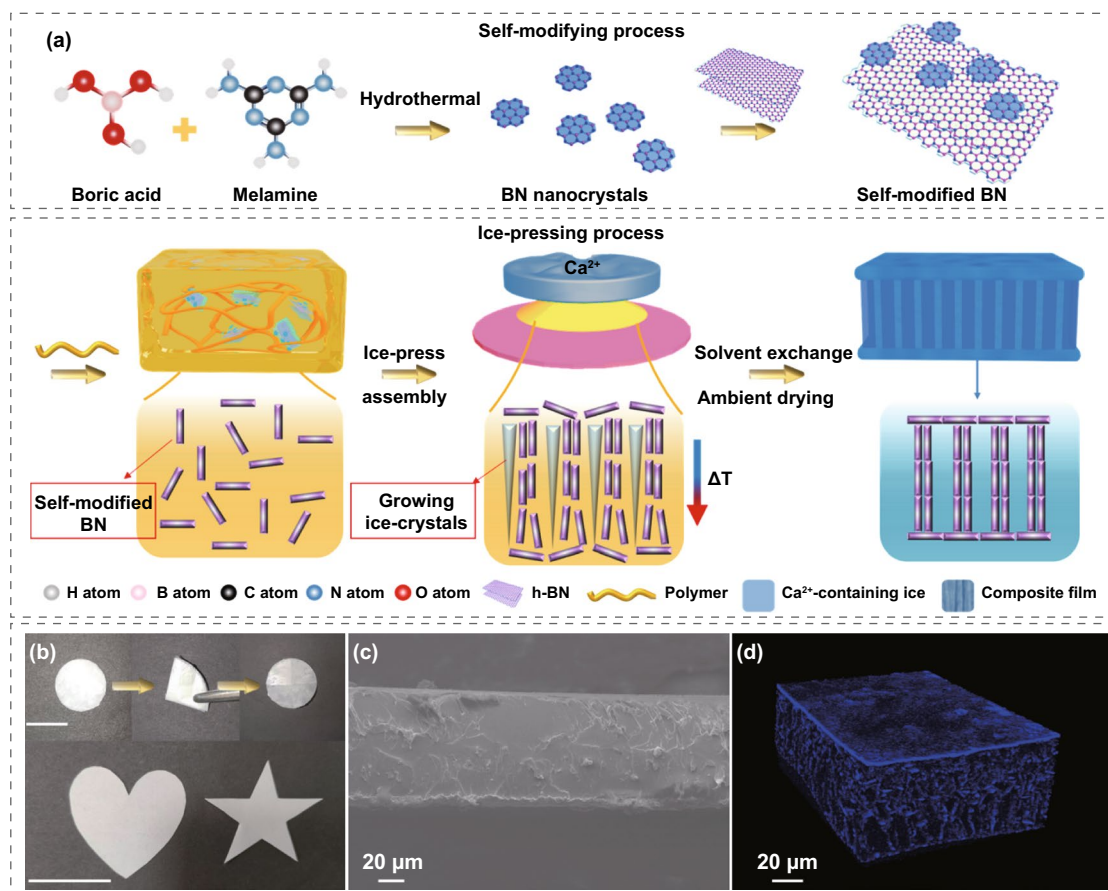 (a)
Self-modifying process
Hydrothermal
Boric acid
Melamine
BN nanocrystals
Self-modified BN
Ice-pressing process
Ca²⁺
Ice-press
assembly
Solvent exchange
Ambient drying
Self-modified
BN
Growing
ice-crystals
ΔT
H atom
B atom
C atom
N atom
O atom
h-BN
Polymer
Ca²⁺-containing ice
Composite film
(b)
(c)
(d)
20 µm
20 µm